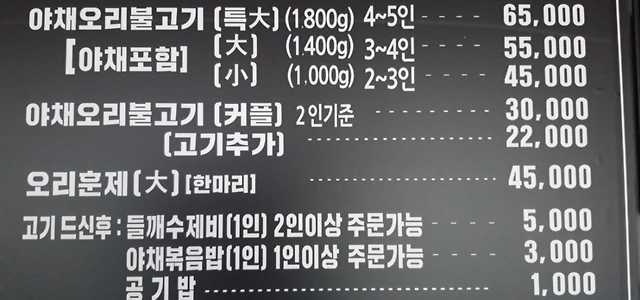 야채오리불고기 (특大) (1.800g) 4~5인 65,000
[야채포함] (大) (1,400g) 3~4인 ---- 55,000
(小) (1,000g) 2~3인 ---- 45,000
야채오리불고기 (커플) 2인기준 ---- 30,000
(고기추가) ········ 22,000
오리훈제(大) [한마리] ········ 45,000
고기 드신후 : 들깨수제비(1인) 2인이상 주문가능 ---- 5,000
야채볶음밥(1인) 1인이상 주문가능 ---- 3,000
공 기 밥 ········ 1,000